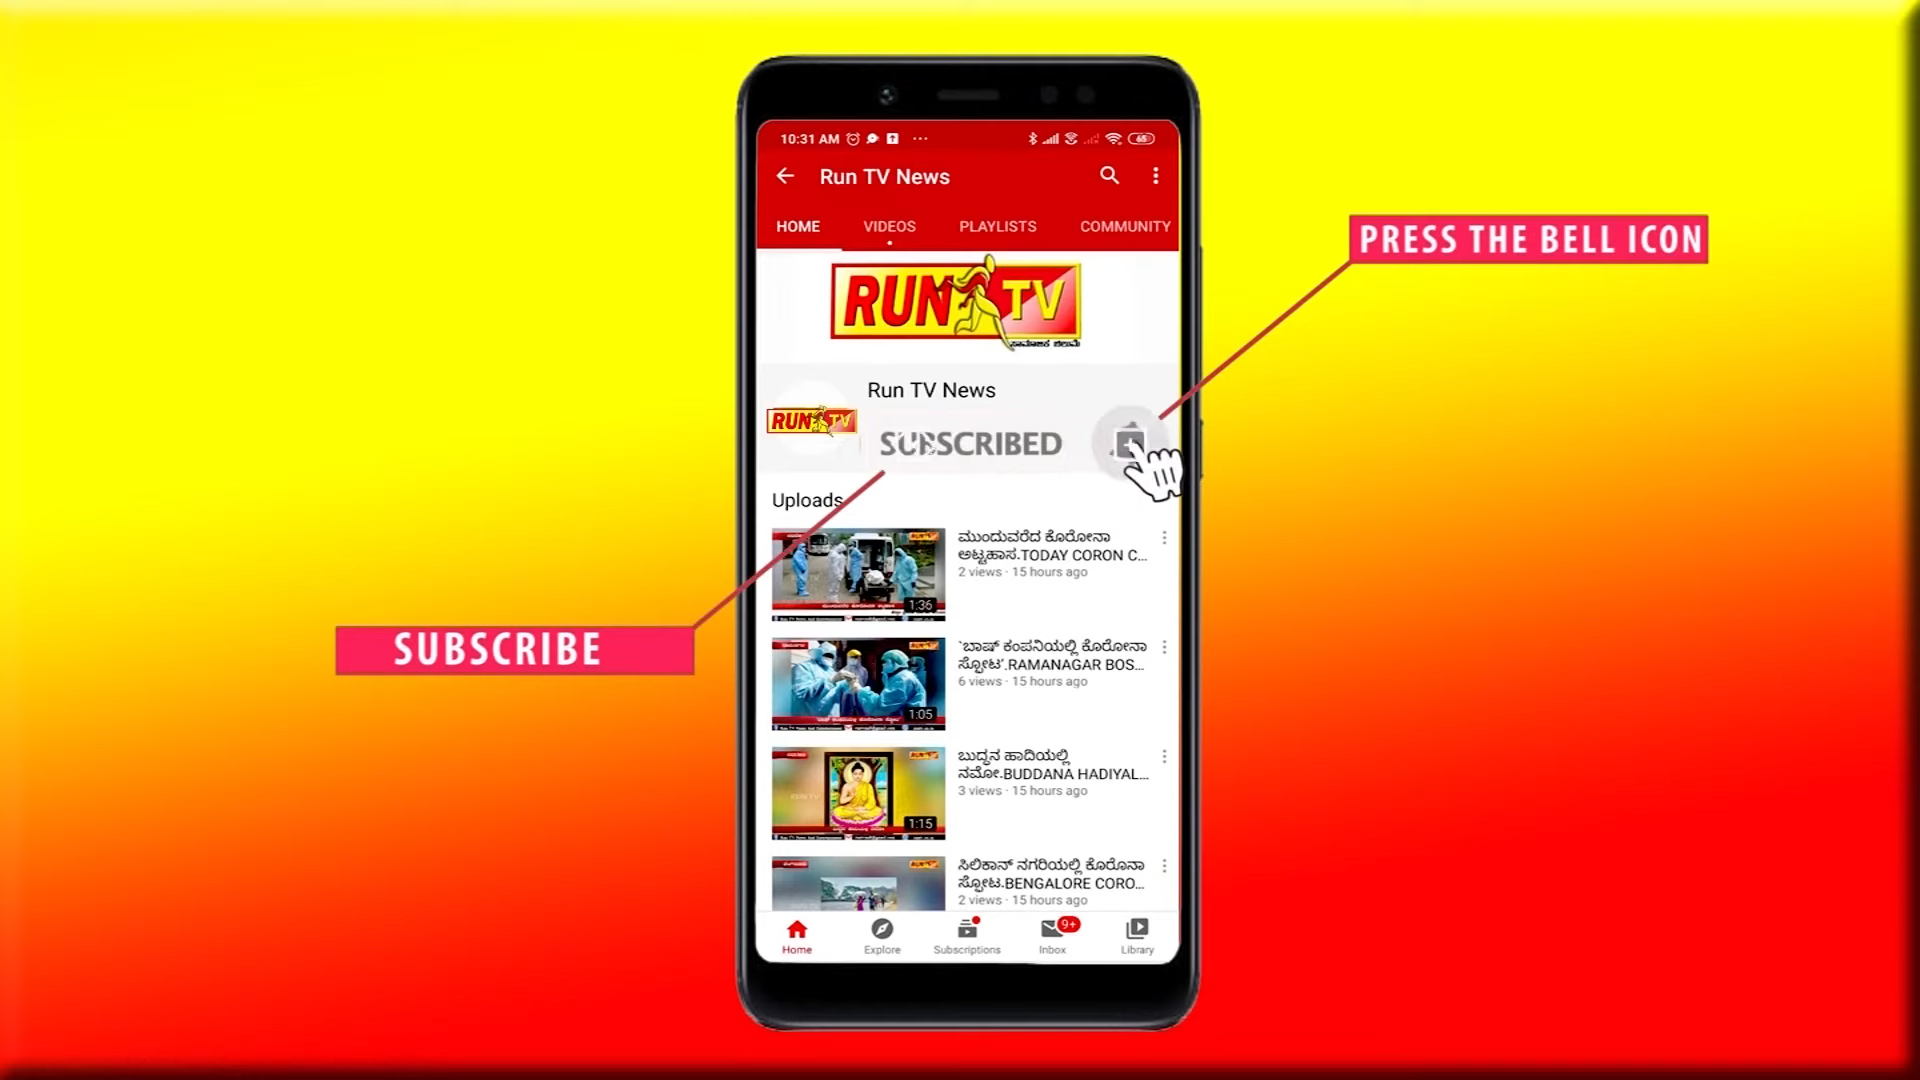 10:31 AM
65
Run TV News
HOME VIDEOS PLAYLISTS COMMUNITY
PRESS THE BELL ICON
RUN TV
ಸಾಮಾಜಿಕ ಚಿಲುಮೆ
Run TV News
RUN TV
SUBSCRIBED
Uploads
ಮುಂದುವರೆದ ಕೊರೋನಾ
ಅಟ್ಟಹಾಸ.TODAY CORON C...
2 views · 15 hours ago
1:36
SUBSCRIBE
`ಬಾಷ್ ಕಂಪನಿಯಲ್ಲಿ ಕೊರೋನಾ
ಸ್ಪೋಟ'.RAMANAGAR BOS...
6 views · 15 hours ago
1:05
ಬುದ್ಧನ ಹಾದಿಯಲ್ಲಿ
ನಮೋ.BUDDANA HADIYAL...
3 views · 15 hours ago
1:15
ಸಿಲಿಕಾನ್ ನಗರಿಯಲ್ಲಿ ಕೊರೊನಾ
ಸ್ಪೋಟ.BENGALORE CORO...
2 views · 15 hours ago
9+
Home Explore Subscriptions Inbox Library